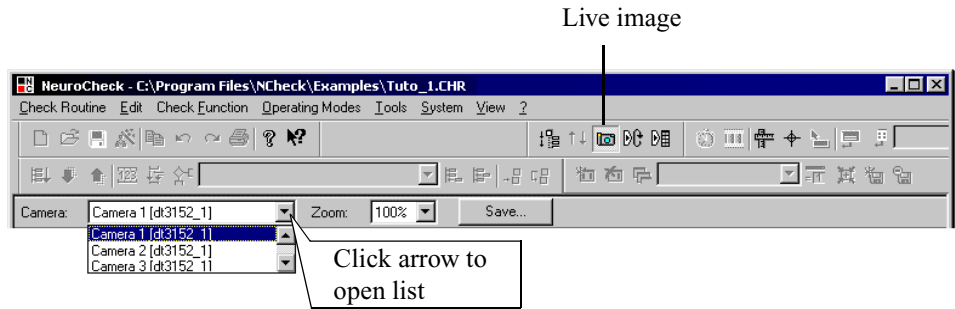 Live image
NeuroCheck - C:\Program Files\NCheck\Examples\Tuto_1.CHR
Check Routine Edit Check Function Operating Modes Tools System View ?
123
Camera: Camera 1 [dt3152_1] Zoom: 100% Save...
Camera 1 [dt3152_1]
Camera 2 [dt3152_1]
Camera 3 [dt3152_1]
Click arrow to
open list